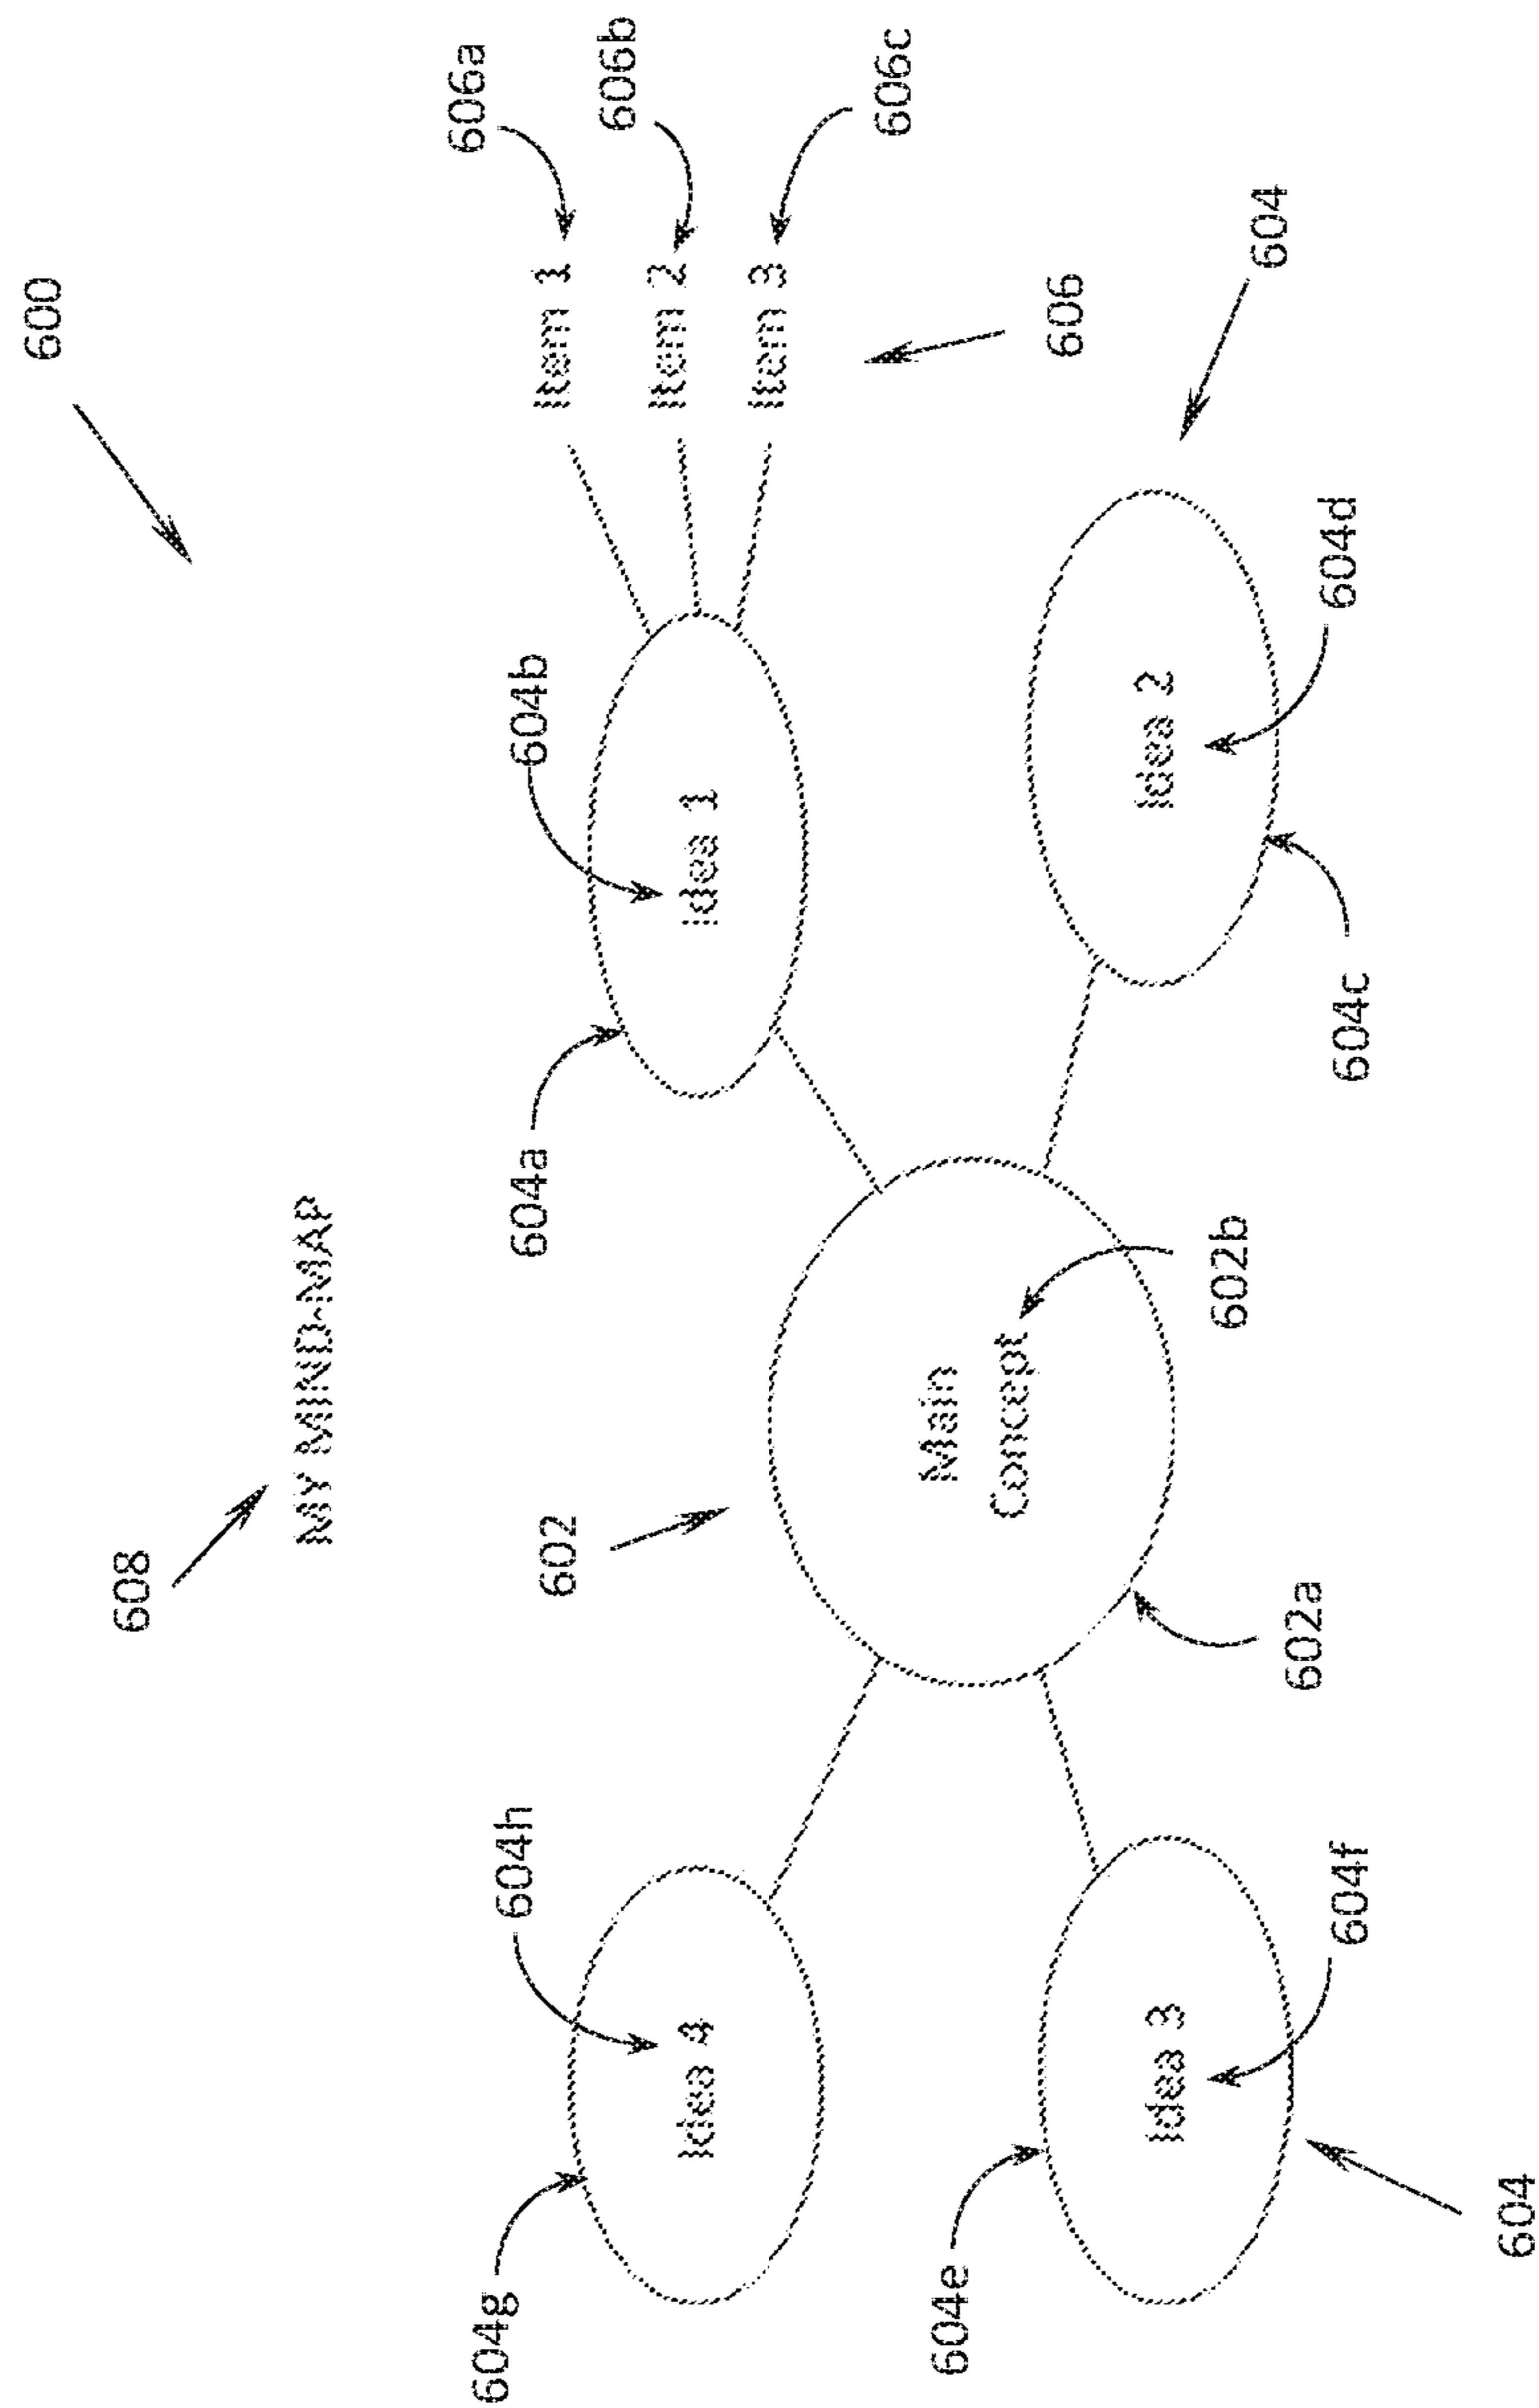 600
608
MY MIND-MAP
606a
606b
606c
Item 1
Item 2
Item 3
606
604
604b
604a
Idea 1
602
Main
Concept
602b
602a
Idea 2
604d
604c
604h
604g
Idea 4
604e
Idea 3
604f
604